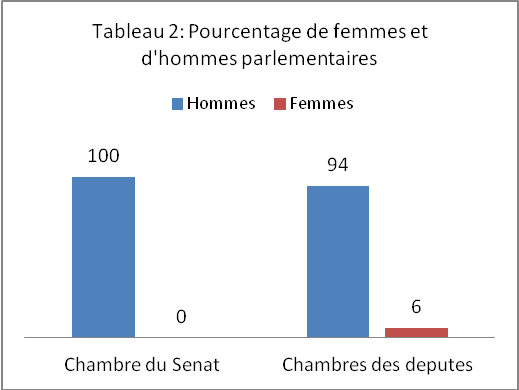 Tableau 2: Pourcentage de femmes et
d'hommes parlementaires
Hommes Femmes
100
0
94
6
Chambre du Senat
Chambres des deputes